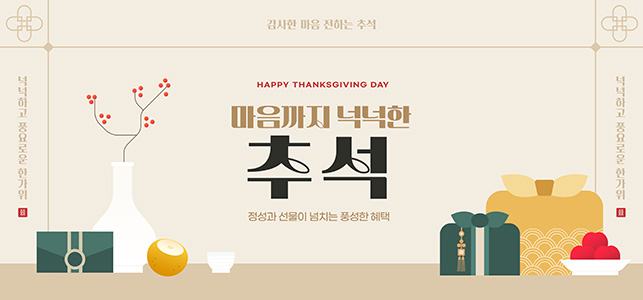 감사한 마음 전하는 추석
넉넉하고 풍요로운 한가위
HAPPY THANKSGIVING DAY
마음까지 넉넉한
추석
정성과 선물이 넘치는 풍성한 혜택
넉넉하고 풍요로운 한가위